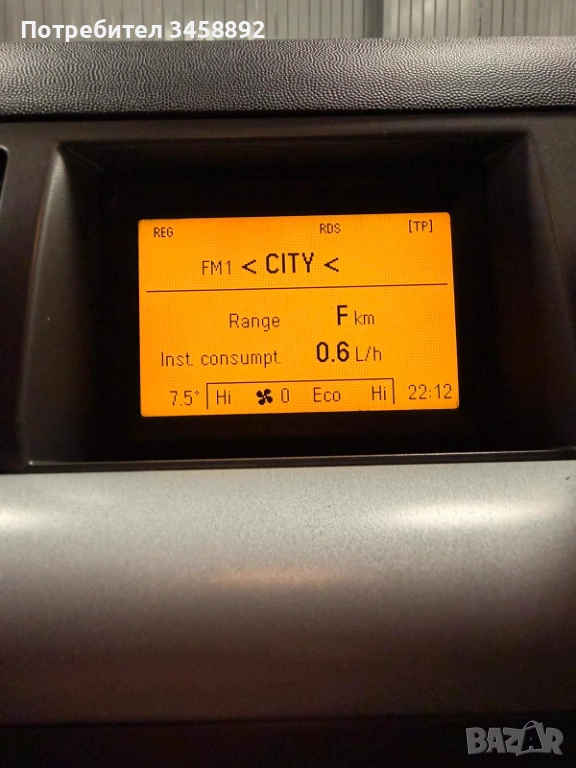 Потребител 3458892
REG RDS [TP]
FM1 < CITY <
Range F km
Inst. consumpt. 0.6 L/h
7.5° Hi 0 Eco Hi 22:12
BAZAR